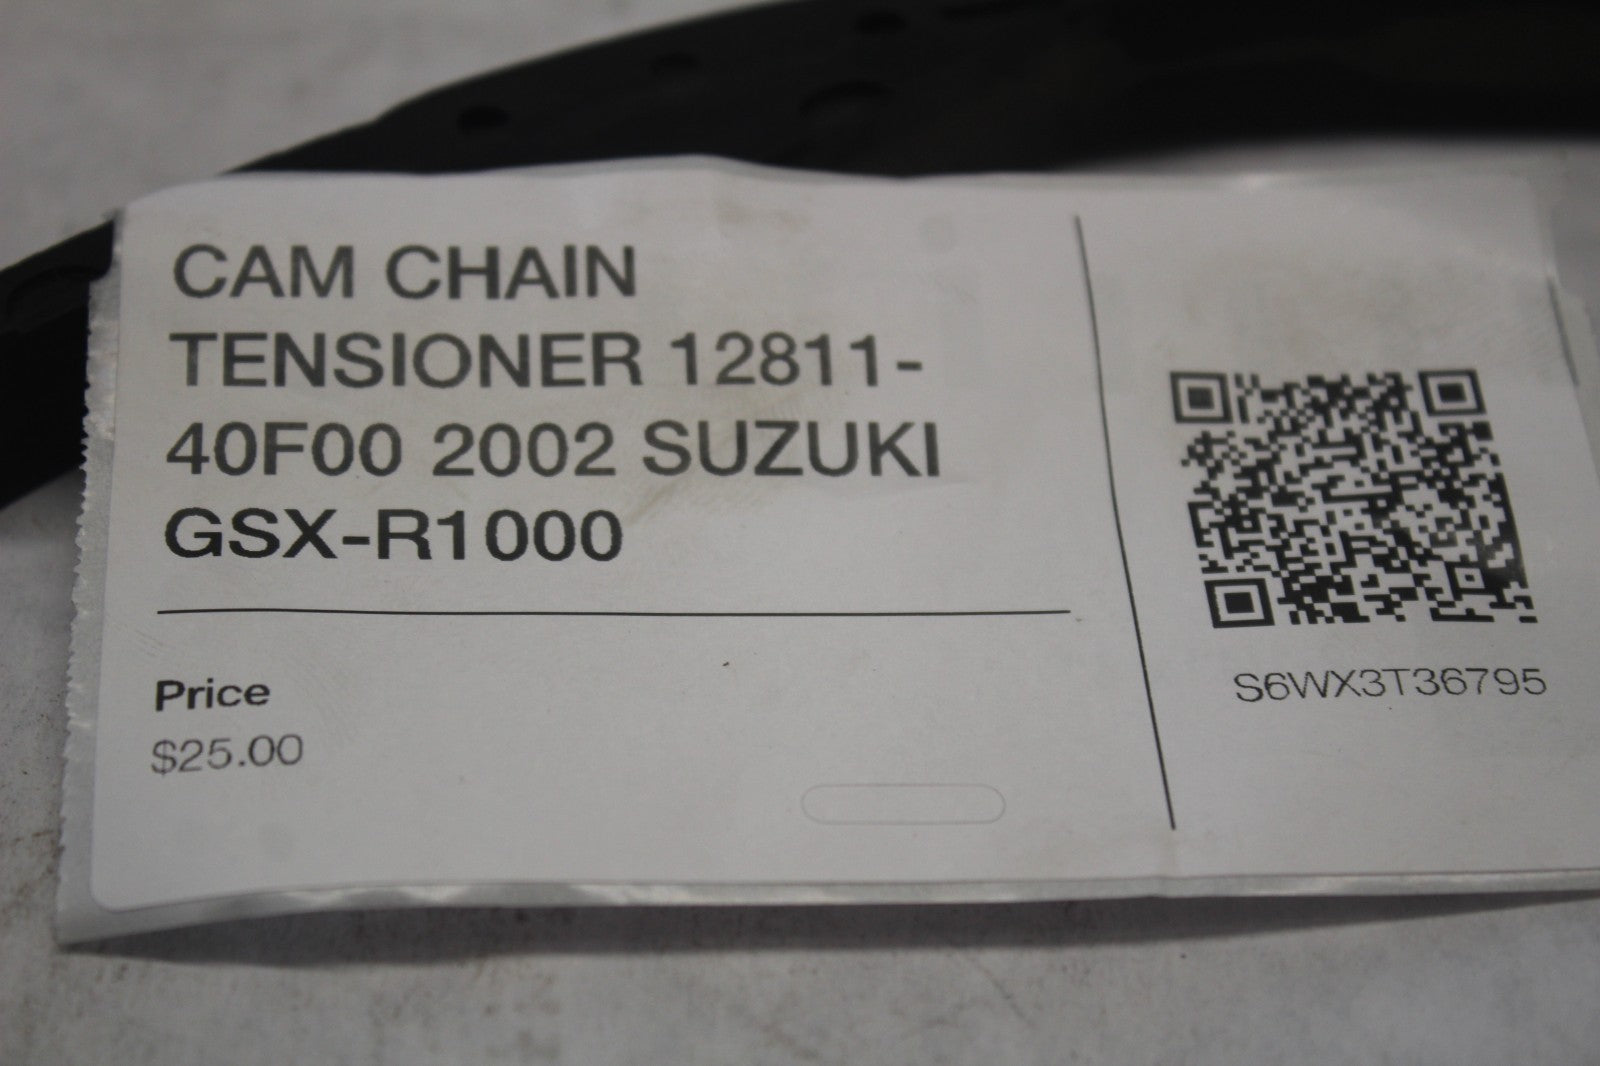 CAM CHAIN
TENSIONER 12811-
40F00 2002 SUZUKI
GSX-R1000
Price
$25.00
S6WX3T36795